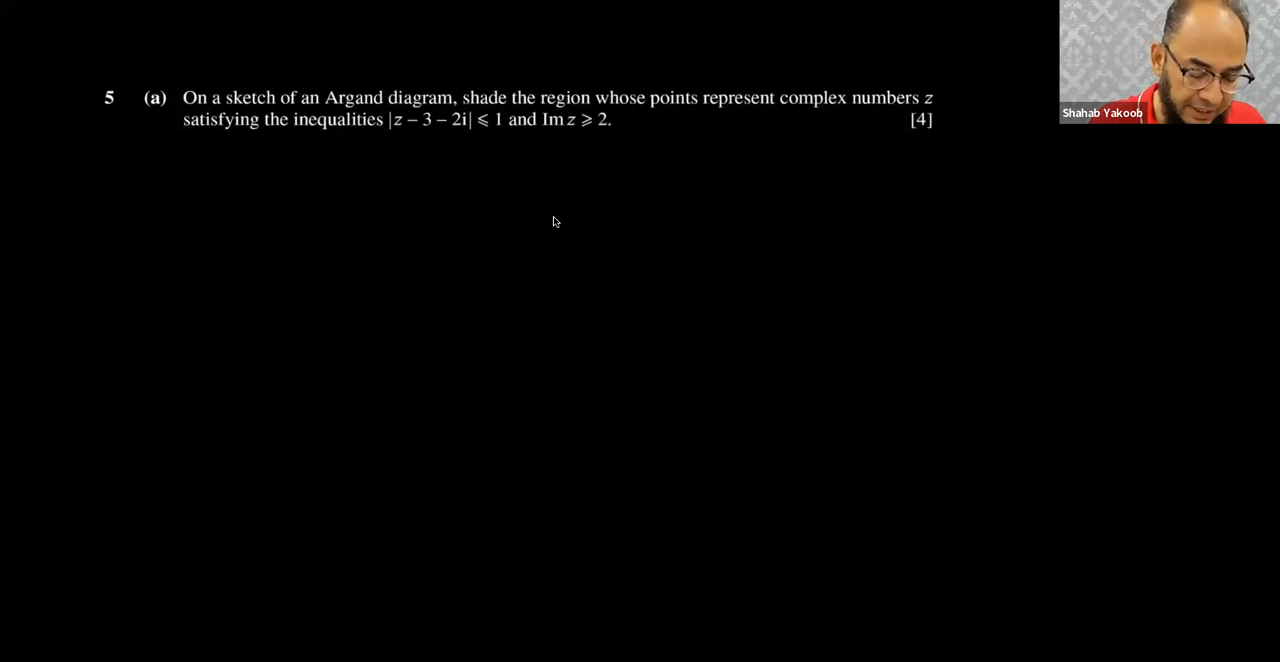 5 (a) On a sketch of an Argand diagram, shade the region whose points represent complex numbers z
satisfying the inequalities |z − 3 − 2i| ⩽ 1 and Im z ⩾ 2. [4]
Shahab Yakoob